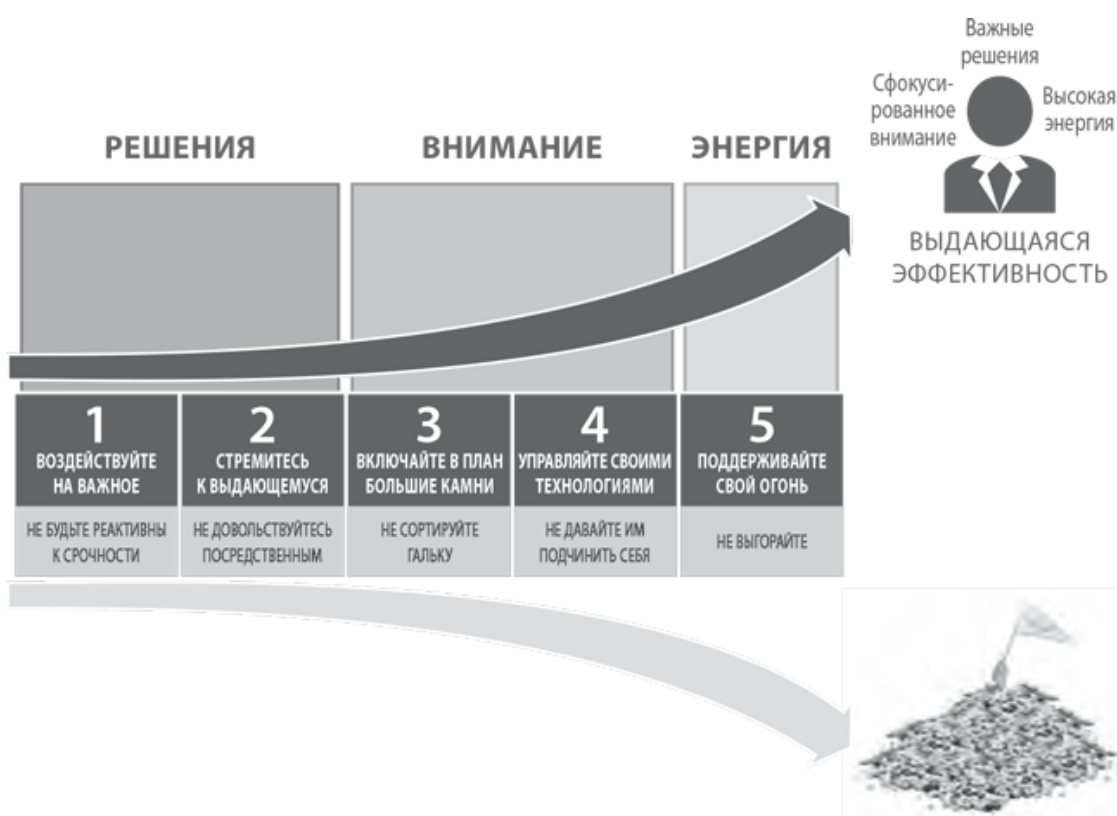 Важные
решения
Сфокуси-
рованное
внимание
Высокая
энергия
ВЫДАЮЩАЯСЯ
ЭФФЕКТИВНОСТЬ
РЕШЕНИЯ
ВНИМАНИЕ
ЭНЕРГИЯ
1
ВОЗДЕЙСТВУЙТЕ
НА ВАЖНОЕ
НЕ БУДЬТЕ РЕАКТИВНЫ
К СРОЧНОСТИ
2
СТРЕМИТЕСЬ
К ВЫДАЮЩЕМУСЯ
НЕ ДОВОЛЬСТВУЙТЕСЬ
ПОСРЕДСТВЕННЫМ
3
ВКЛЮЧАЙТЕ В ПЛАН
БОЛЬШИЕ КАМНИ
НЕ СОРТИРУЙТЕ
ГАЛЬКУ
4
УПРАВЛЯЙТЕ СВОИМИ
ТЕХНОЛОГИЯМИ
НЕ ДАВАЙТЕ ИМ
ПОДЧИНИТЬ СЕБЯ
5
ПОДДЕРЖИВАЙТЕ
СВОЙ ОГОНЬ
НЕ ВЫГОРАЙТЕ